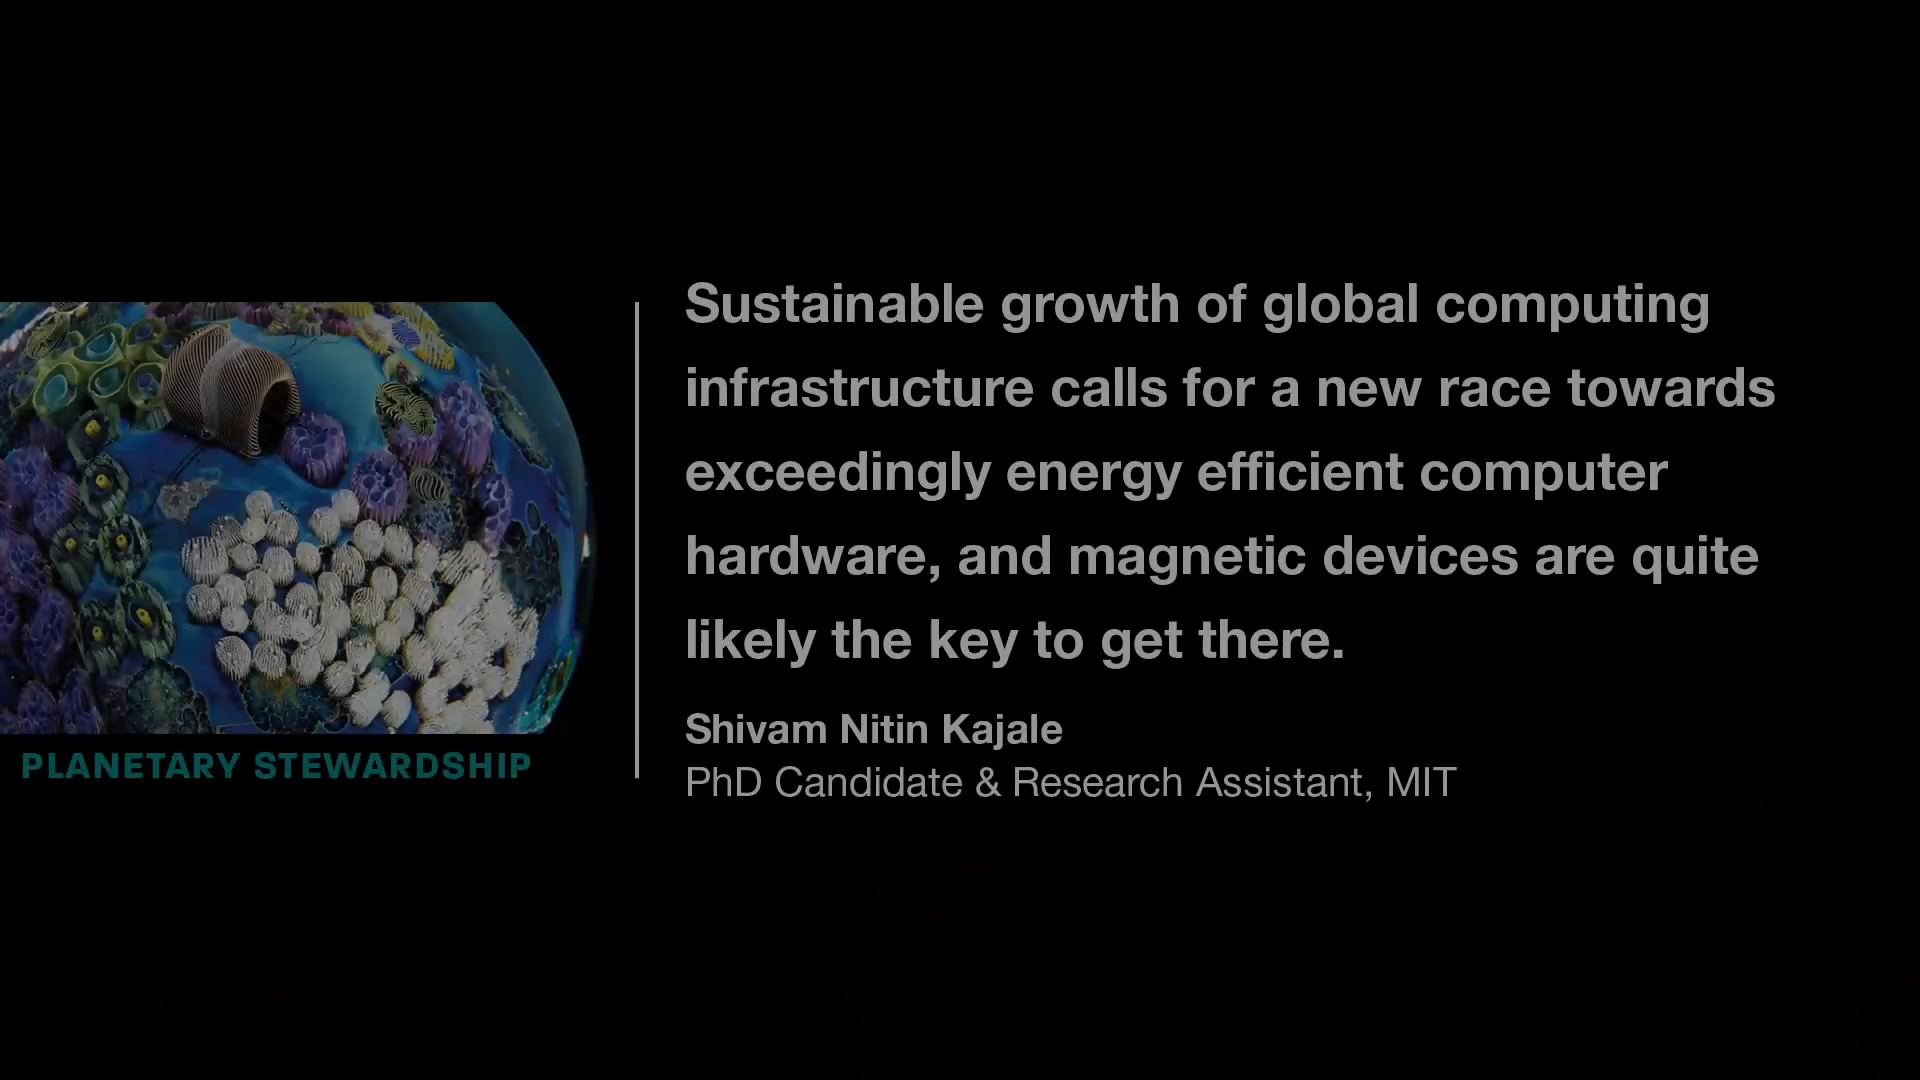 Sustainable growth of global computing
infrastructure calls for a new race towards
exceedingly energy efficient computer
hardware, and magnetic devices are quite
likely the key to get there.
Shivam Nitin Kajale
PhD Candidate & Research Assistant, MIT
PLANETARY STEWARDSHIP